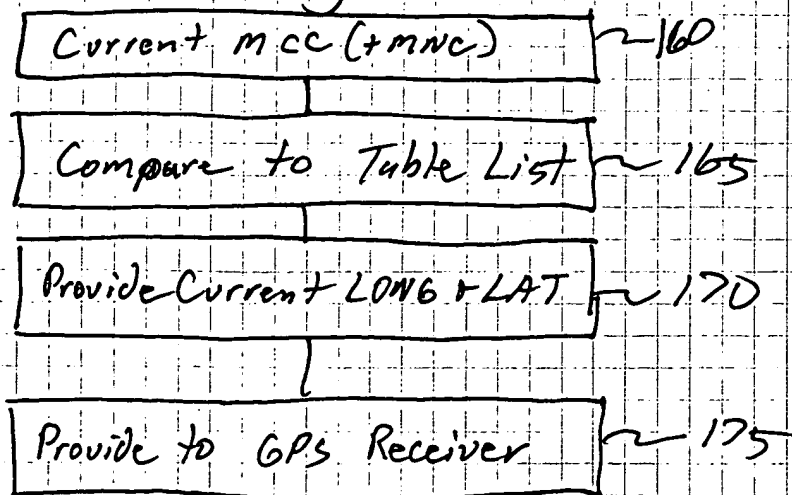 Current MCC (+MNC) 160
Compare to Table List 165
Provide Current LONG + LAT 170
Provide to GPS Receiver 175